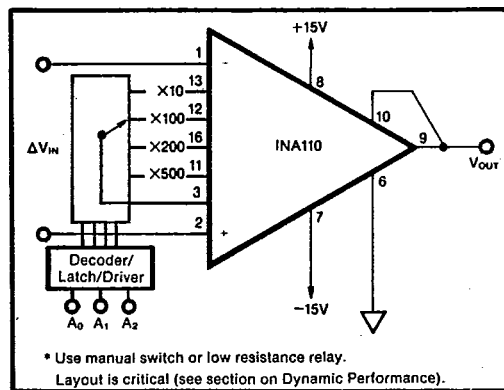 +15V
1
-
8
13
×10
12
×100
10
ΔVIN
16
×200
INA110
9
VOUT
11
×500
3
6
2
+
7
Decoder/
Latch/Driver
A0 A1 A2
−15V
* Use manual switch or low resistance relay.
Layout is critical (see section on Dynamic Performance).